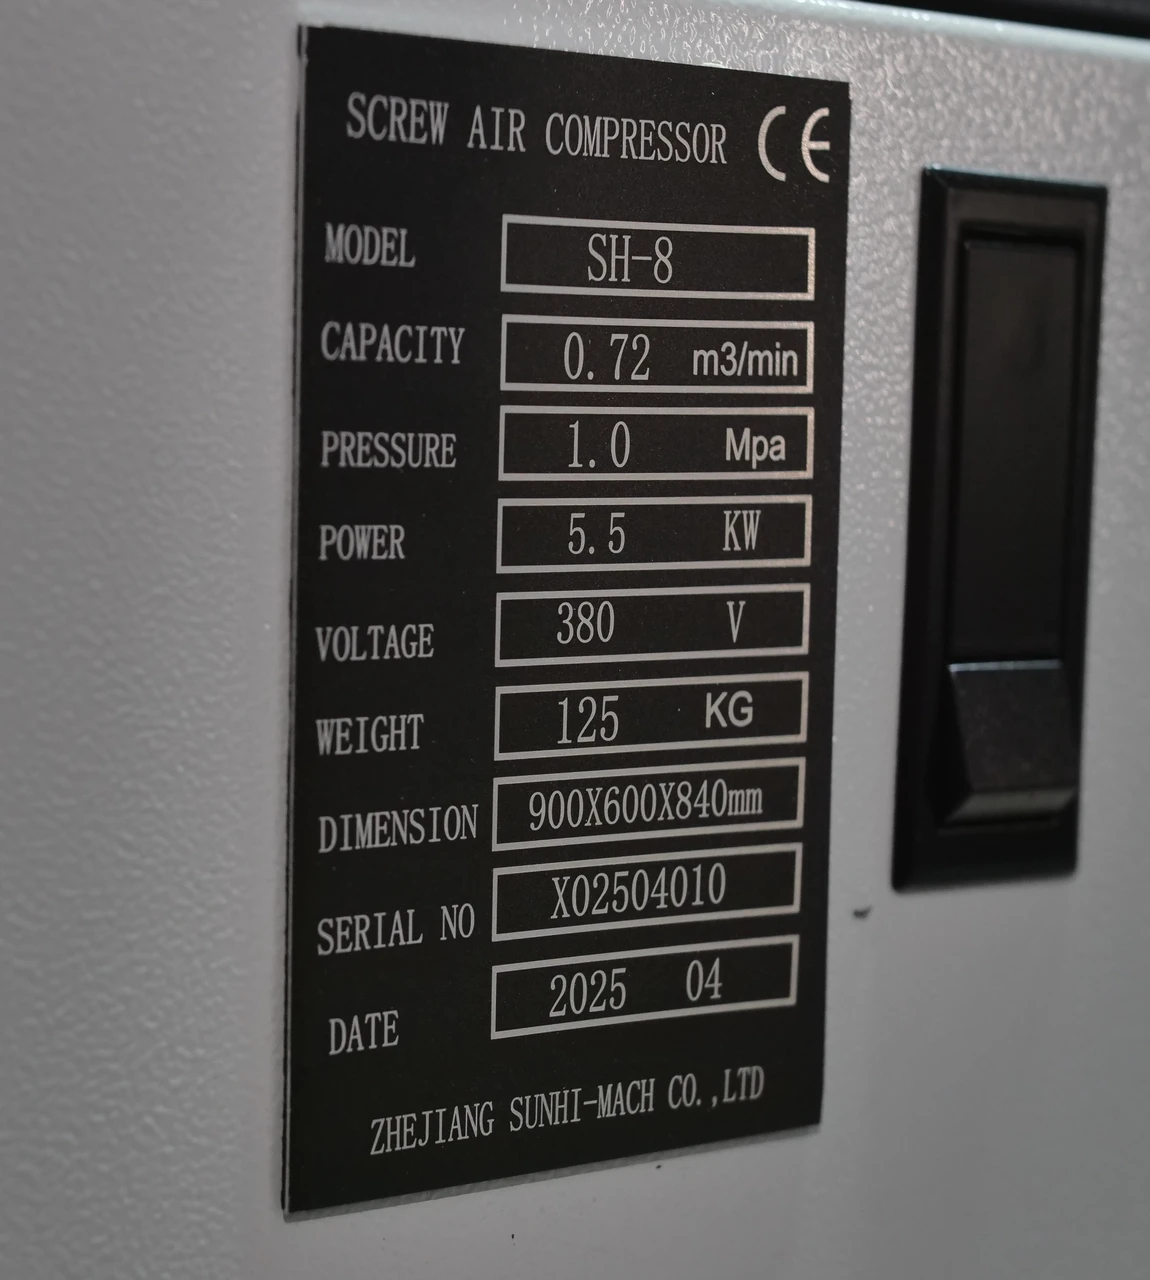 SCREW AIR COMPRESSOR CE
MODEL SH-8
CAPACITY 0.72 m3/min
PRESSURE 1.0 Mpa
POWER 5.5 KW
VOLTAGE 380 V
WEIGHT 125 KG
DIMENSION 900X600X840mm
SERIAL NO X02504010
DATE 2025 04
ZHEJIANG SUNHI-MACH CO.,LTD